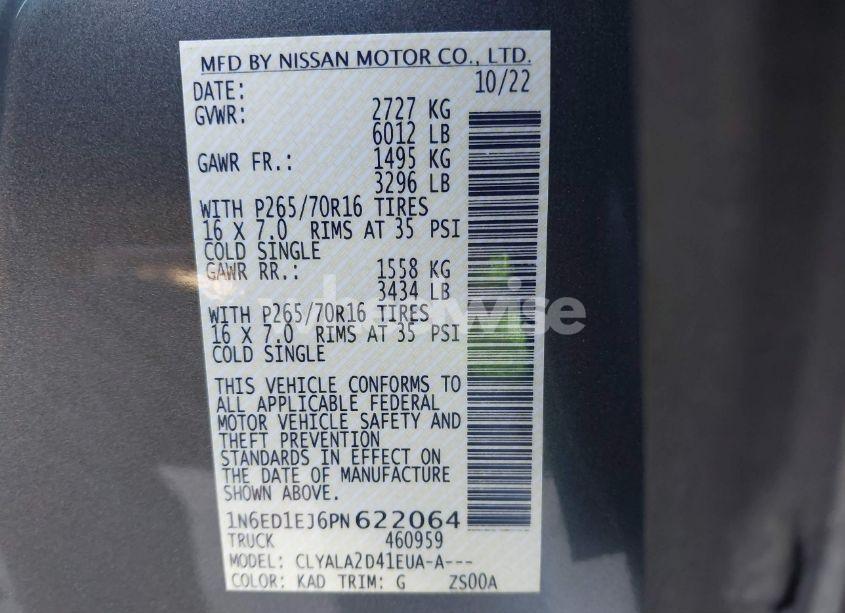 MFD BY NISSAN MOTOR CO., LTD.
DATE: 10/22
GVWR: 2727 KG
6012 LB
GAWR FR.: 1495 KG
3296 LB
WITH P265/70R16 TIRES
16 X 7.0 RIMS AT 35 PSI
COLD SINGLE
GAWR RR.: 1558 KG
3434 LB
WITH P265/70R16 TIRES
16 X 7.0 RIMS AT 35 PSI
COLD SINGLE
THIS VEHICLE CONFORMS TO
ALL APPLICABLE FEDERAL
MOTOR VEHICLE SAFETY AND
THEFT PREVENTION
STANDARDS IN EFFECT ON
THE DATE OF MANUFACTURE
SHOWN ABOVE.
1N6ED1EJ6PN622064
TRUCK 460959
MODEL: CLYALA2D41EUA-A---
COLOR: KAD TRIM: G ZS00A